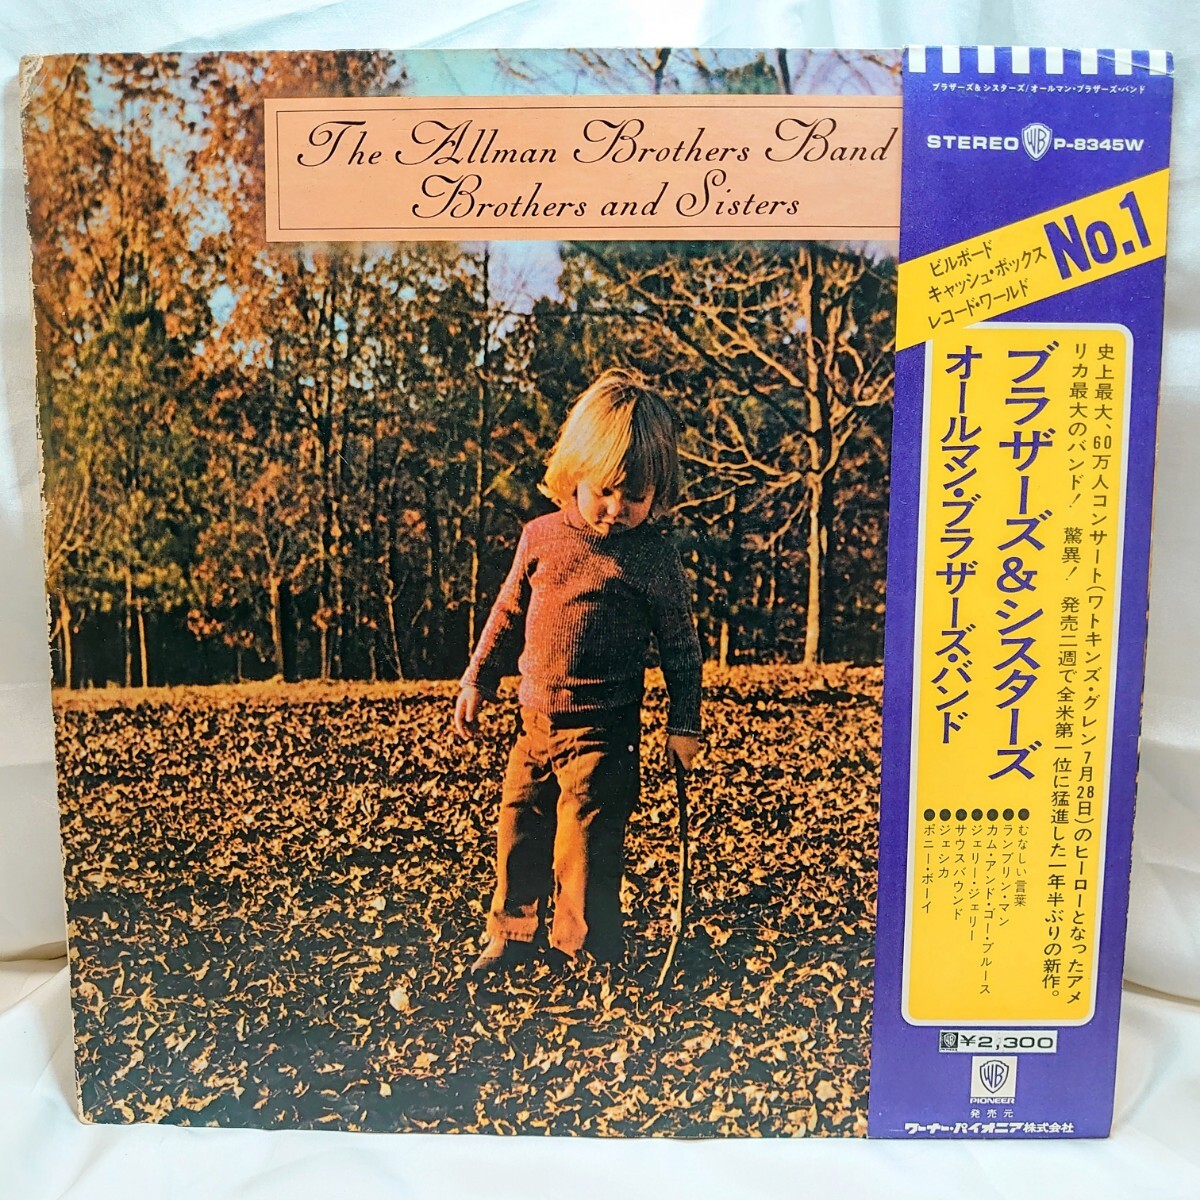 The Allman Brothers Band
Brothers and Sisters
ブラザーズ&シスターズ/オールマン・ブラザーズ・バンド
STEREO WB P-8345W
ビルボード
キャッシュ・ボックス
レコード・ワールド
No.1
史上最大、60万人コンサート(ワトキンズ・グレン7月28日)のヒーローとなったアメ
リカ最大のバンド! 驚異! 発売二週で全米第一位に猛進した一年半ぶりの新作。
ブラザーズ&シスターズ
オールマン・ブラザーズ・バンド
●むなしい言葉
●ランブリン・マン
●カム・アンド・ゴー・ブルース
●ジェリー・ジェリー
●サウスバウンド
●ジェシカ
●ポニー・ボーイ
¥2,300
WB
PIONEER
発売元
ワーナー・パイオニア株式会社